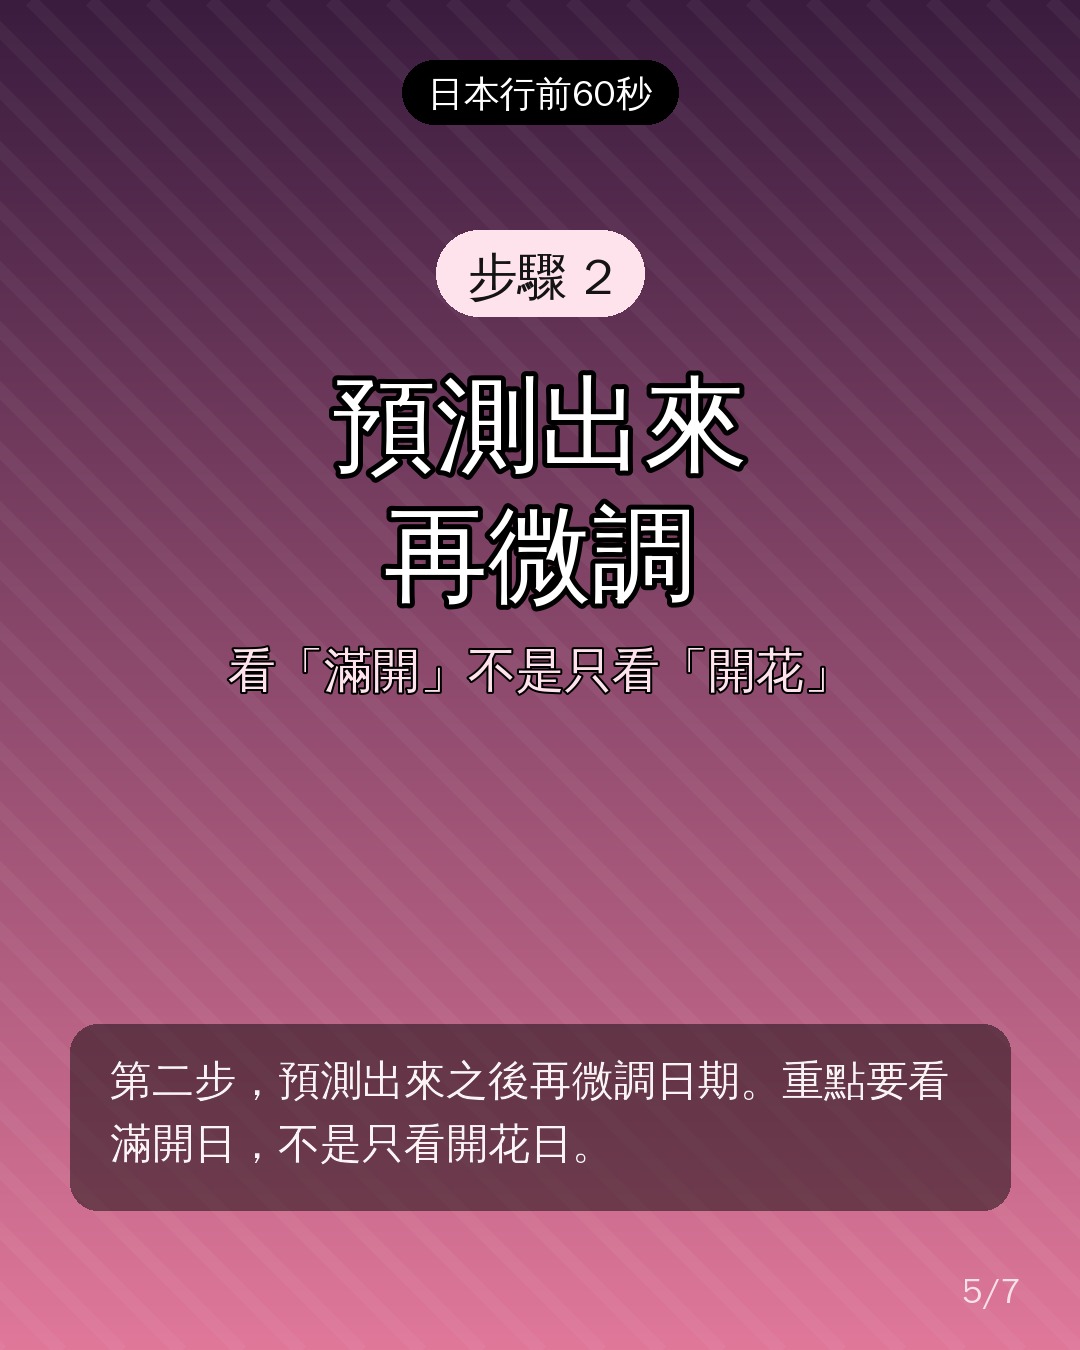 日本行前60秒
步驟 2
預測出來
再微調
看「滿開」不是只看「開花」
第二步，預測出來之後再微調日期。重點要看
滿開日，不是只看開花日。
5/7